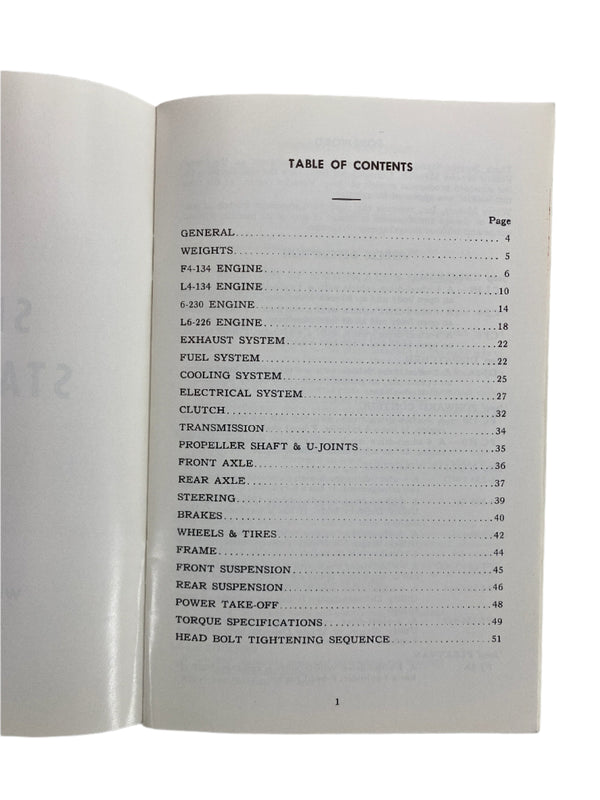 TABLE OF CONTENTS
Page
GENERAL 4
WEIGHTS 5
F4-134 ENGINE 6
L4-134 ENGINE 10
6-230 ENGINE 14
L6-226 ENGINE 18
EXHAUST SYSTEM 22
FUEL SYSTEM 22
COOLING SYSTEM 25
ELECTRICAL SYSTEM 27
CLUTCH 32
TRANSMISSION 34
PROPELLER SHAFT & U-JOINTS 35
FRONT AXLE 36
REAR AXLE 37
STEERING 39
BRAKES 40
WHEELS & TIRES 42
FRAME 44
FRONT SUSPENSION 45
REAR SUSPENSION 46
POWER TAKE-OFF 48
TORQUE SPECIFICATIONS 49
HEAD BOLT TIGHTENING SEQUENCE 51
1